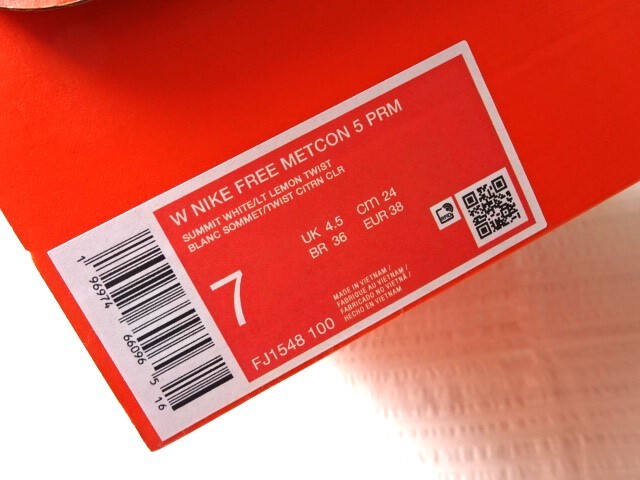 W NIKE FREE METCON 5 PRM
SUMMIT WHITE/LT LEMON TWIST
BLANC SOMMET/TWIST CITRN CLR
UK 4.5 cm 24
BR 36 EUR 38
7
FJ1548 100
MADE IN VIETNAM /
FABRIQUE AU VIETNAM /
FABRICADO NO VIETNÃ /
HECHO EN VIETNAM
1 96974 66096 5 16